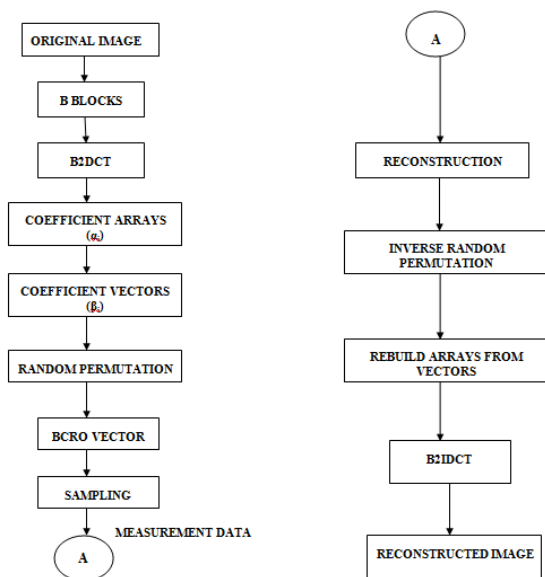 ORIGINAL IMAGE
B BLOCKS
B2DCT
COEFFICIENT ARRAYS
(αc)
COEFFICIENT VECTORS
(βc)
RANDOM PERMUTATION
BCRO VECTOR
SAMPLING
MEASUREMENT DATA
A
A
RECONSTRUCTION
INVERSE RANDOM
PERMUTATION
REBUILD ARRAYS FROM
VECTORS
B2IDCT
RECONSTRUCTED IMAGE